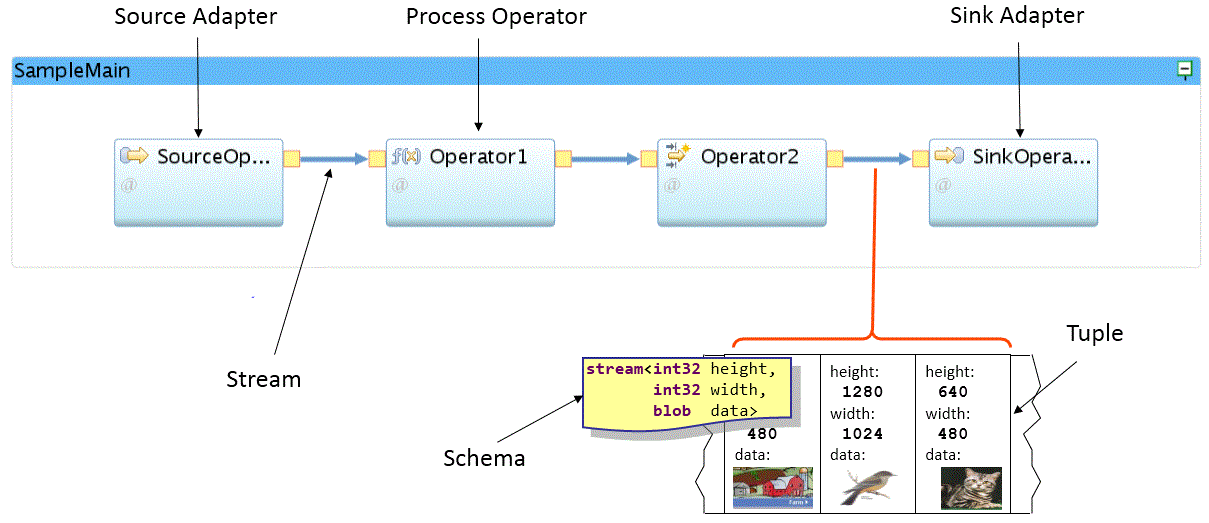 Source Adapter
Process Operator
Sink Adapter
SampleMain
SourceOp...
Operator1
Operator2
SinkOpera...
@
@
@
@
Stream
Tuple
Schema
stream<int32 height,
int32 width,
blob data>
480
data:
Farm
height:
1280
width:
1024
data:
height:
640
width:
480
data: